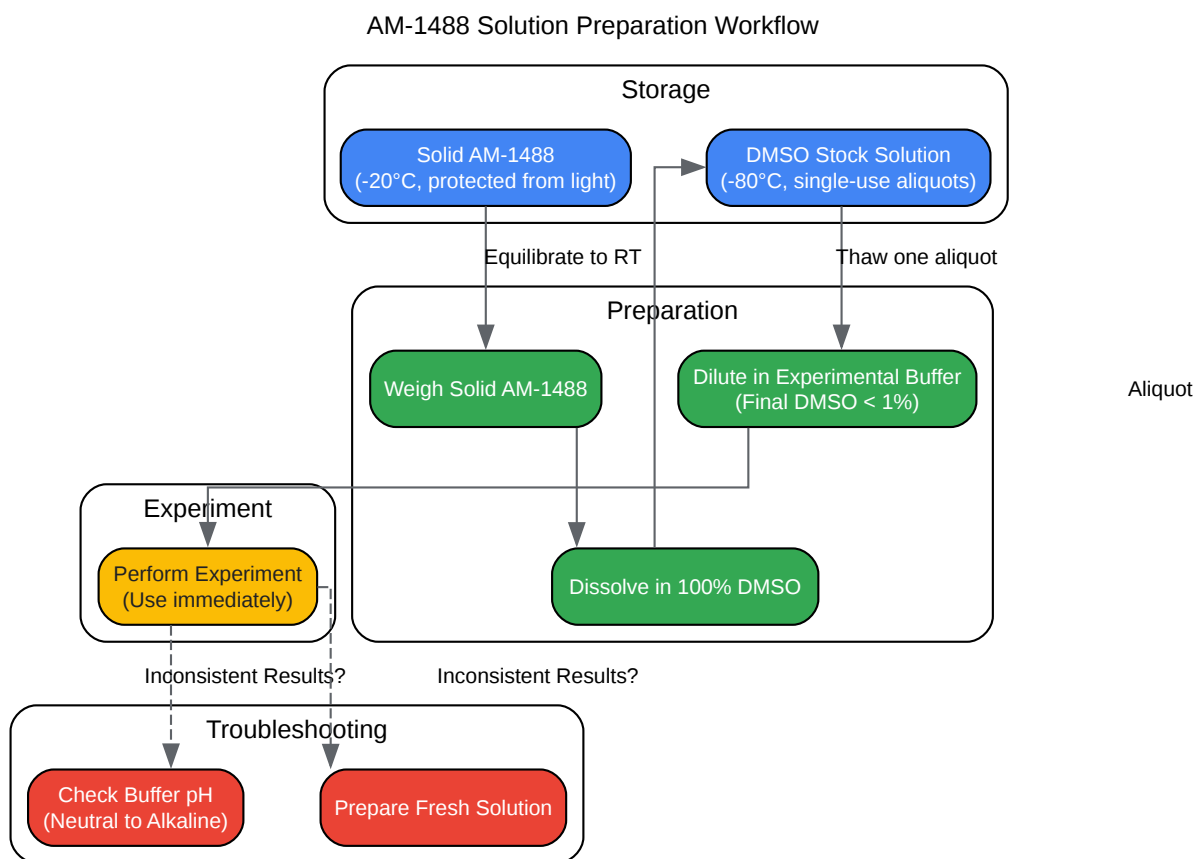 AM-1488 Solution Preparation Workflow
Storage
Solid AM-1488
(-20°C, protected from light)
DMSO Stock Solution
(-80°C, single-use aliquots)
Equilibrate to RT
Thaw one aliquot
Preparation
Weigh Solid AM-1488
Dilute in Experimental Buffer
(Final DMSO < 1%)
Aliquot
Experiment
Perform Experiment
(Use immediately)
Dissolve in 100% DMSO
Inconsistent Results?
Inconsistent Results?
Troubleshooting
Check Buffer pH
(Neutral to Alkaline)
Prepare Fresh Solution